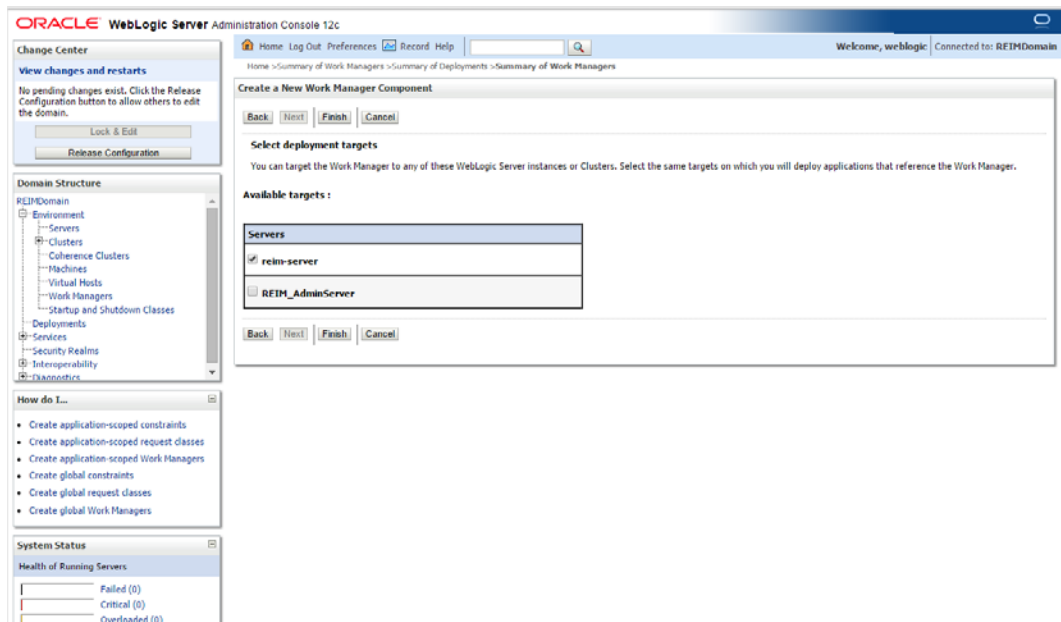 ORACLE WebLogic Server Administration Console 12c
Change Center
View changes and restarts
No pending changes exist. Click the Release
Configuration button to allow others to edit
the domain.
Lock & Edit
Release Configuration
Domain Structure
REIMDomain
Environment
Servers
Clusters
Coherence Clusters
Machines
Virtual Hosts
Work Managers
Startup and Shutdown Classes
Deployments
Services
Security Realms
Interoperability
Diagnostics
How do I...
Create application-scoped constraints
Create application-scoped request classes
Create application-scoped Work Managers
Create global constraints
Create global request classes
Create global Work Managers
System Status
Health of Running Servers
Failed (0)
Critical (0)
Overloaded (0)
Home Log Out Preferences Record Help
Welcome, weblogic Connected to: REIMDomain
Home >Summary of Work Managers >Summary of Deployments >Summary of Work Managers
Create a New Work Manager Component
Back Next Finish Cancel
Select deployment targets
You can target the Work Manager to any of these WebLogic Server instances or Clusters. Select the same targets on which you will deploy applications that reference the Work Manager.
Available targets :
Servers
reim-server
REIM_AdminServer
Back Next Finish Cancel